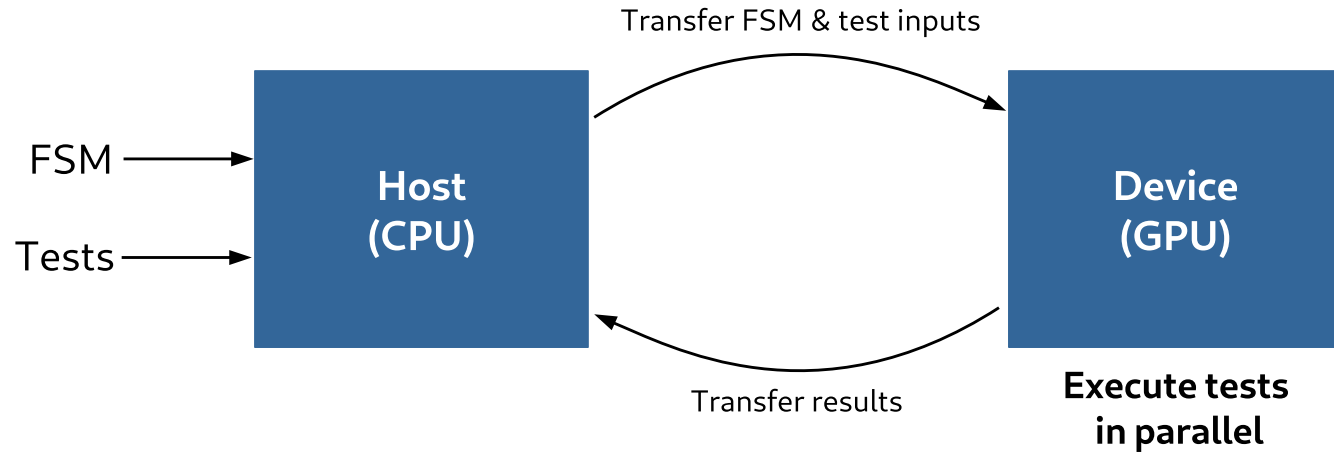 Transfer FSM & test inputs
FSM
Tests
Host
(CPU)
Device
(GPU)
Transfer results
Execute tests
in parallel